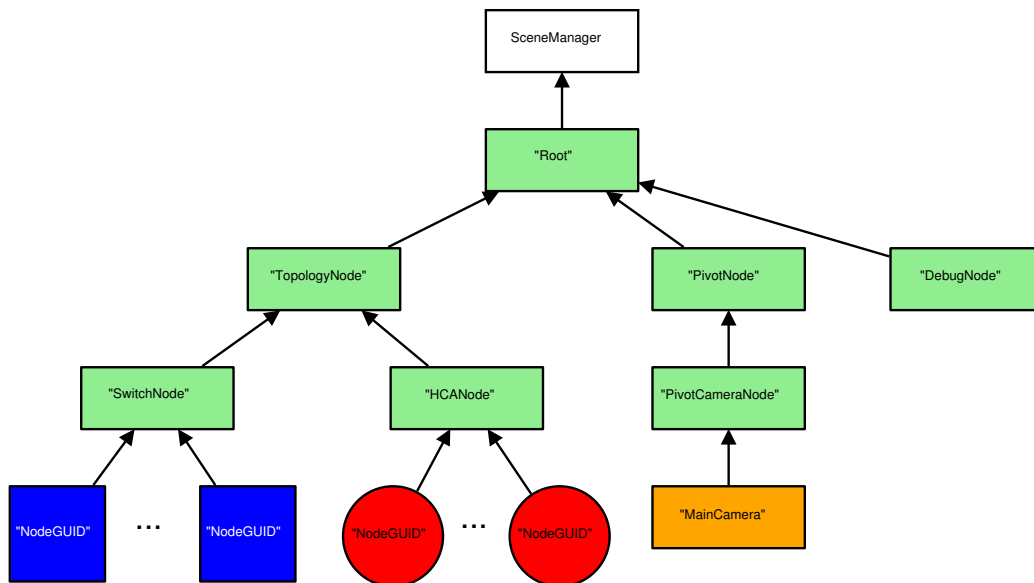 SceneManager
"Root"
"TopologyNode"
"PivotNode"
"DebugNode"
"SwitchNode"
"HCANode"
"PivotCameraNode"
"NodeGUID"
...
"NodeGUID"
"NodeGUID"
...
"NodeGUID"
"MainCamera"